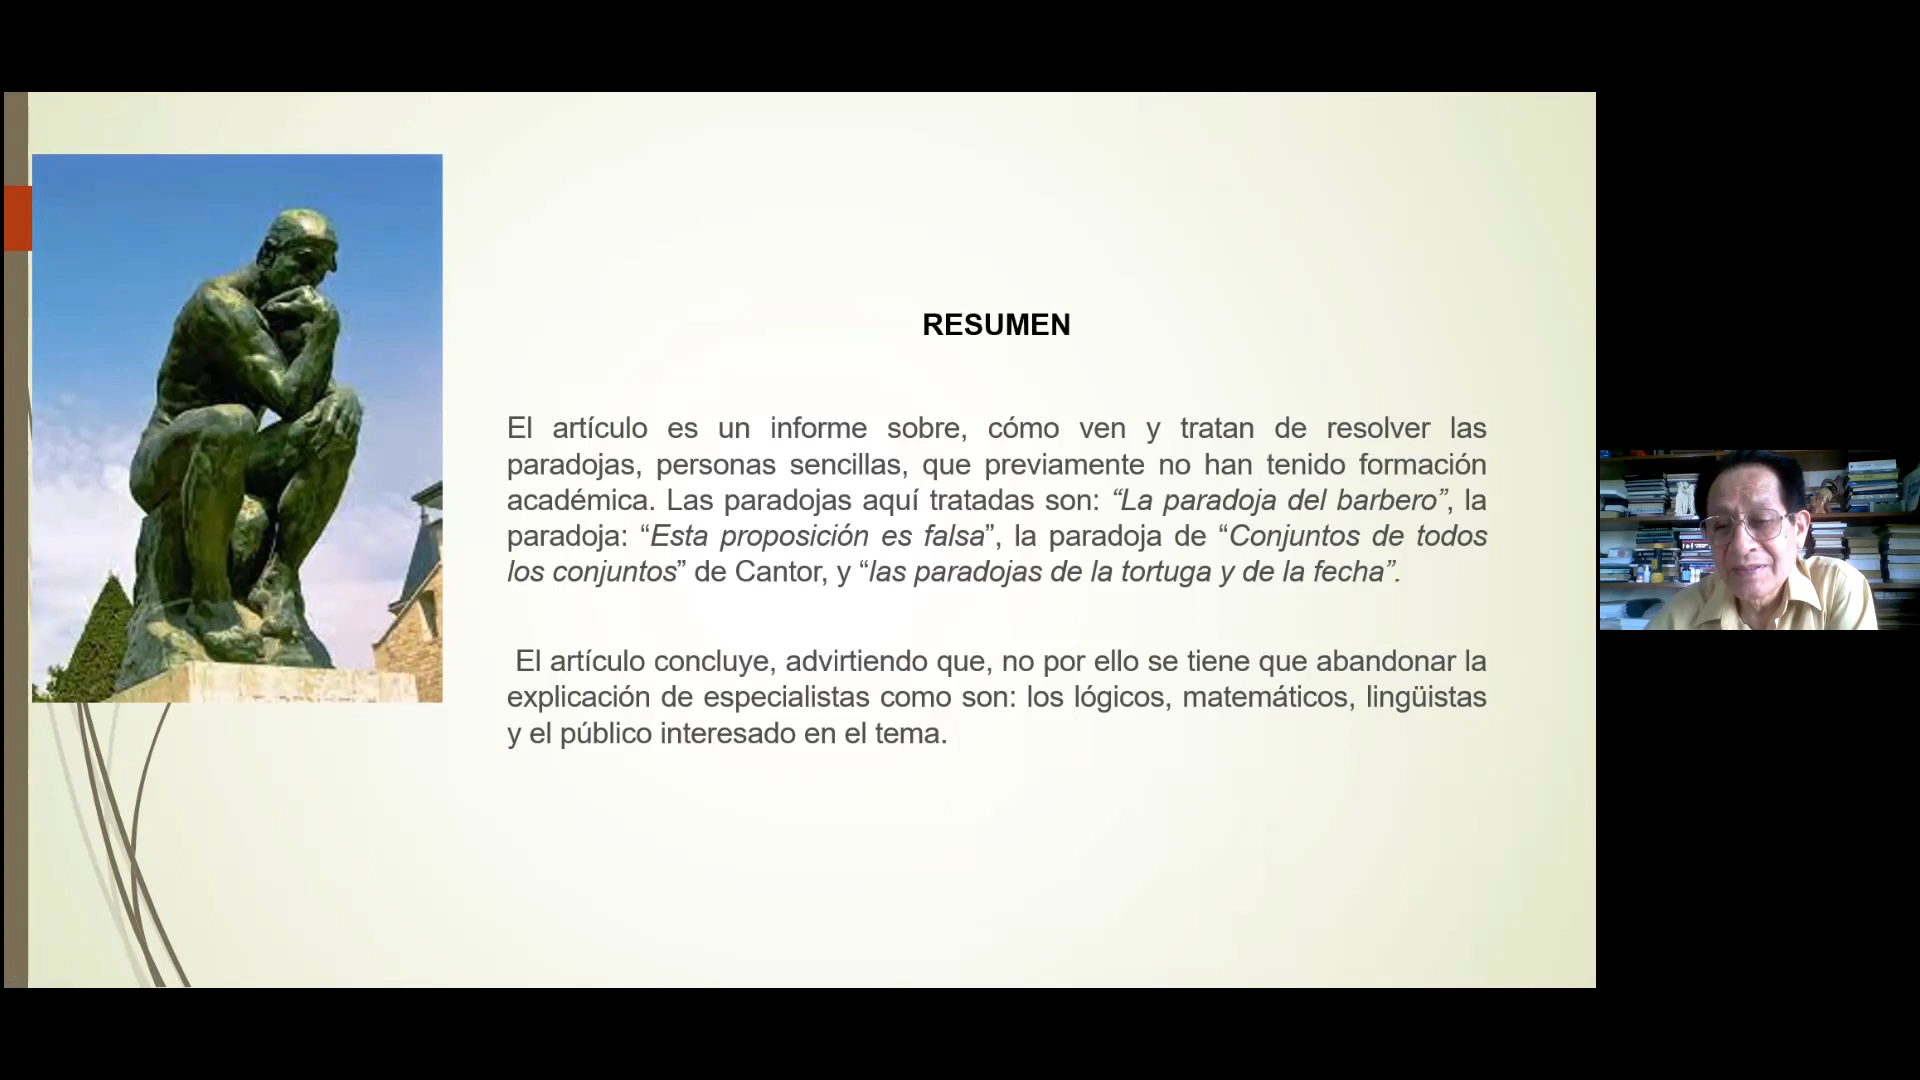 RESUMEN
El artículo es un informe sobre, cómo ven y tratan de resolver las
paradojas, personas sencillas, que previamente no han tenido formación
académica. Las paradojas aquí tratadas son: “La paradoja del barbero”, la
paradoja: “Esta proposición es falsa”, la paradoja de “Conjuntos de todos
los conjuntos” de Cantor, y “las paradojas de la tortuga y de la fecha”.
El artículo concluye, advirtiendo que, no por ello se tiene que abandonar la
explicación de especialistas como son: los lógicos, matemáticos, lingüistas
y el público interesado en el tema.